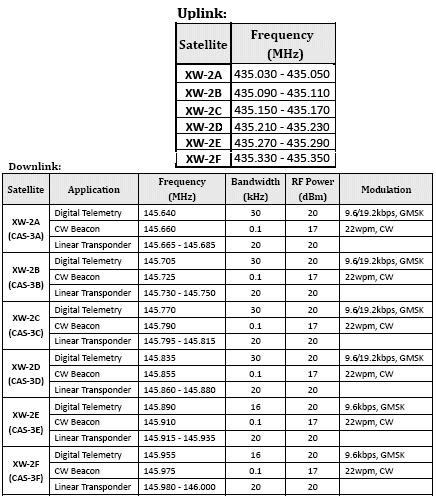 Uplink:
Satellite Frequency (MHz)
XW-2A 435.030 - 435.050
XW-2B 435.090 - 435.110
XW-2C 435.150 - 435.170
XW-2D 435.210 - 435.230
XW-2E 435.270 - 435.290
XW-2F 435.330 - 435.350
Downlink:
Satellite Application Frequency (MHz) Bandwidth (kHz) RF Power (dBm) Modulation
XW-2A (CAS-3A) Digital Telemetry 145.640 30 20 9.6/19.2kbps, GMSK
CW Beacon 145.660 0.1 17 22wpm, CW
Linear Transponder 145.665 - 145.685 20 20
XW-2B (CAS-3B) Digital Telemetry 145.705 30 20 9.6/19.2kbps, GMSK
CW Beacon 145.725 0.1 17 22wpm, CW
Linear Transponder 145.730 - 145.750 20 20
XW-2C (CAS-3C) Digital Telemetry 145.770 30 20 9.6/19.2kbps, GMSK
CW Beacon 145.790 0.1 17 22wpm, CW
Linear Transponder 145.795 - 145.815 20 20
XW-2D (CAS-3D) Digital Telemetry 145.835 30 20 9.6/19.2kbps, GMSK
CW Beacon 145.855 0.1 17 22wpm, CW
Linear Transponder 145.860 - 145.880 20 20
XW-2E (CAS-3E) Digital Telemetry 145.890 16 20 9.6kbps, GMSK
CW Beacon 145.910 0.1 17 22wpm, CW
Linear Transponder 145.915 - 145.935 20 20
XW-2F (CAS-3F) Digital Telemetry 145.955 16 20 9.6kbps, GMSK
CW Beacon 145.975 0.1 17 22wpm, CW
Linear Transponder 145.980 - 146.000 20 20